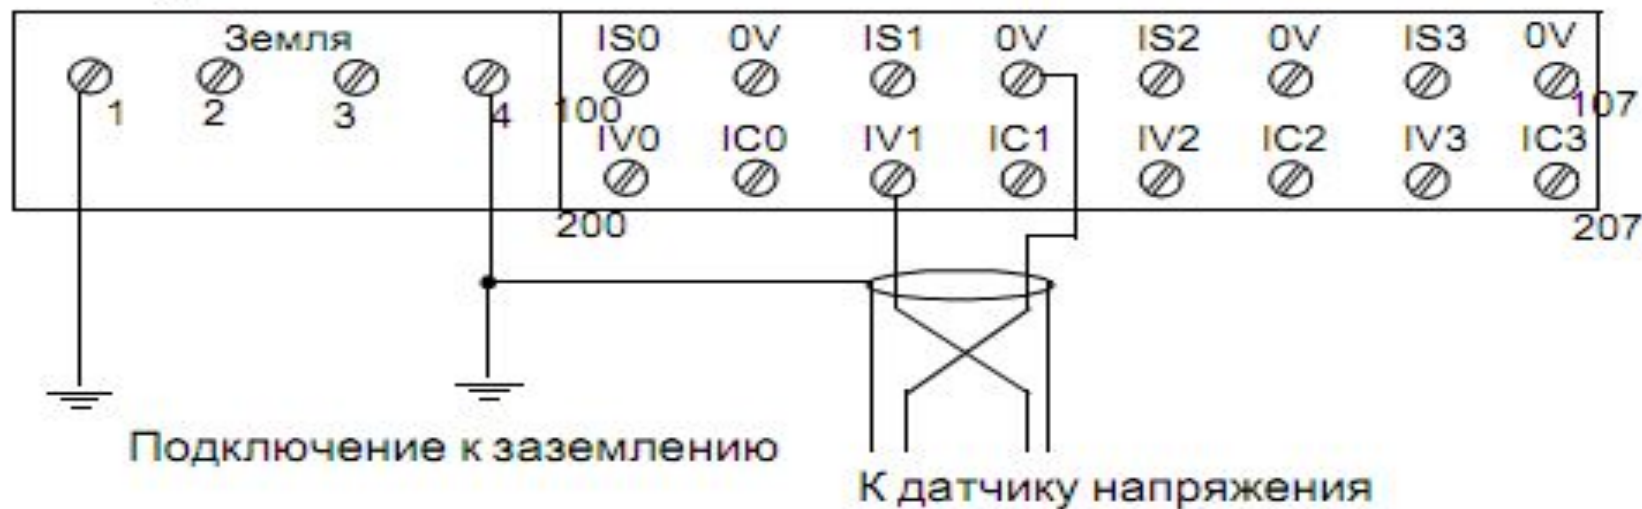 Земля IS0 0V IS1 0V IS2 0V IS3 0V
1 2 3 4 100 107
IV0 IC0 IV1 IC1 IV2 IC2 IV3 IC3
200 207
Подключение к заземлению
К датчику напряжения